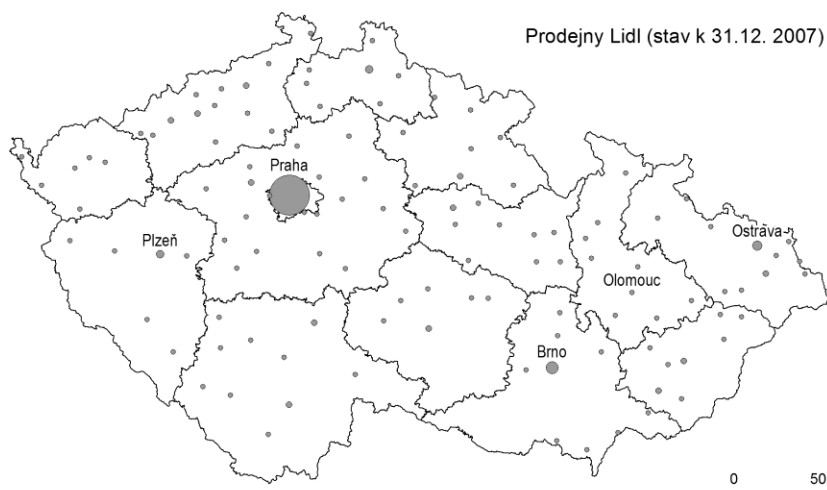 Prodejny Lidl (stav k 31.12. 2007)
Praha
Plzeň
Ostrava
Olomouc
Brno
0 50